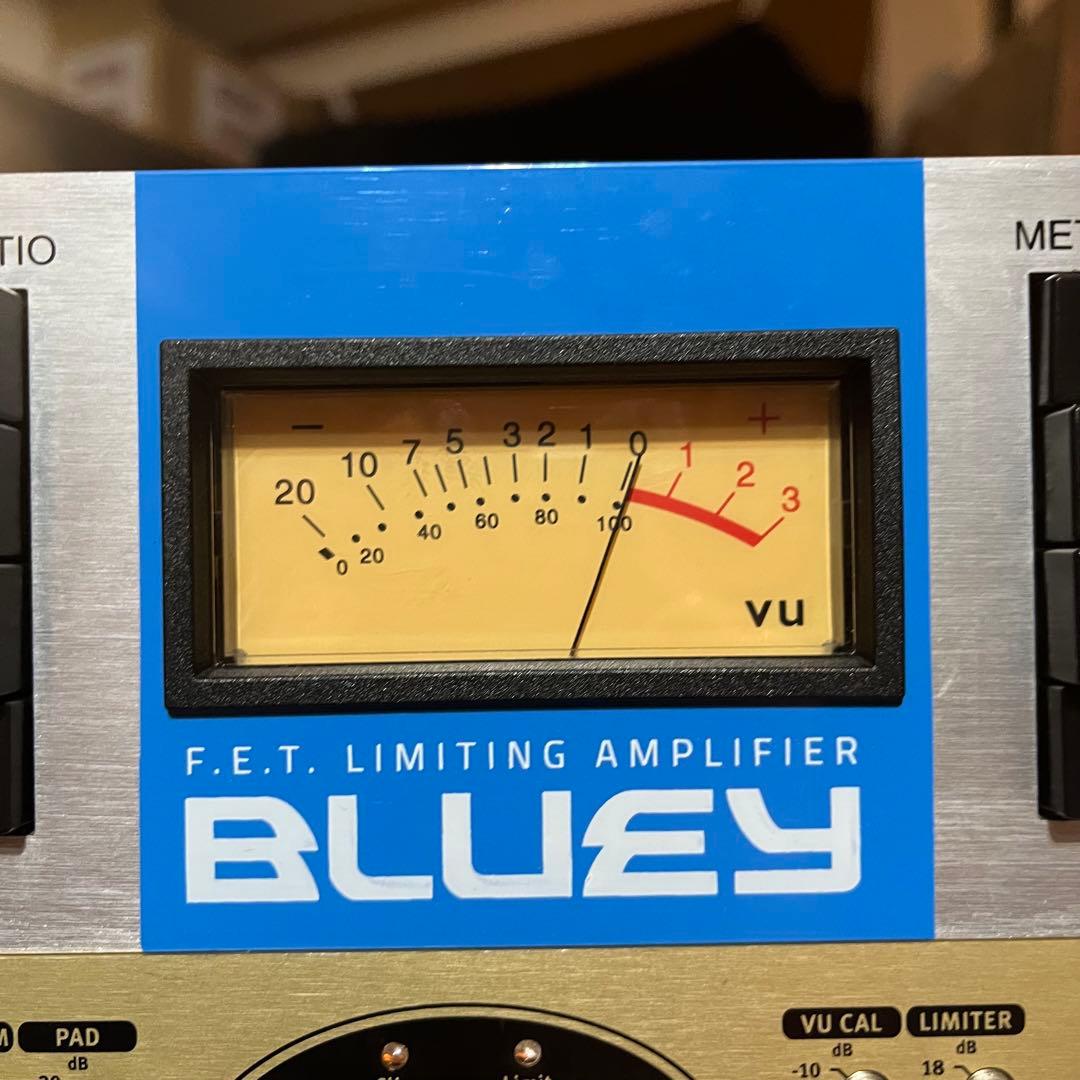 TIO
MET
− +
20 10 7 5 3 2 1 0 1 2 3
0 20 40 60 80 100
vu
F.E.T. LIMITING AMPLIFIER
BLUEY
PAD VU CAL LIMITER
dB dB dB
-10 18